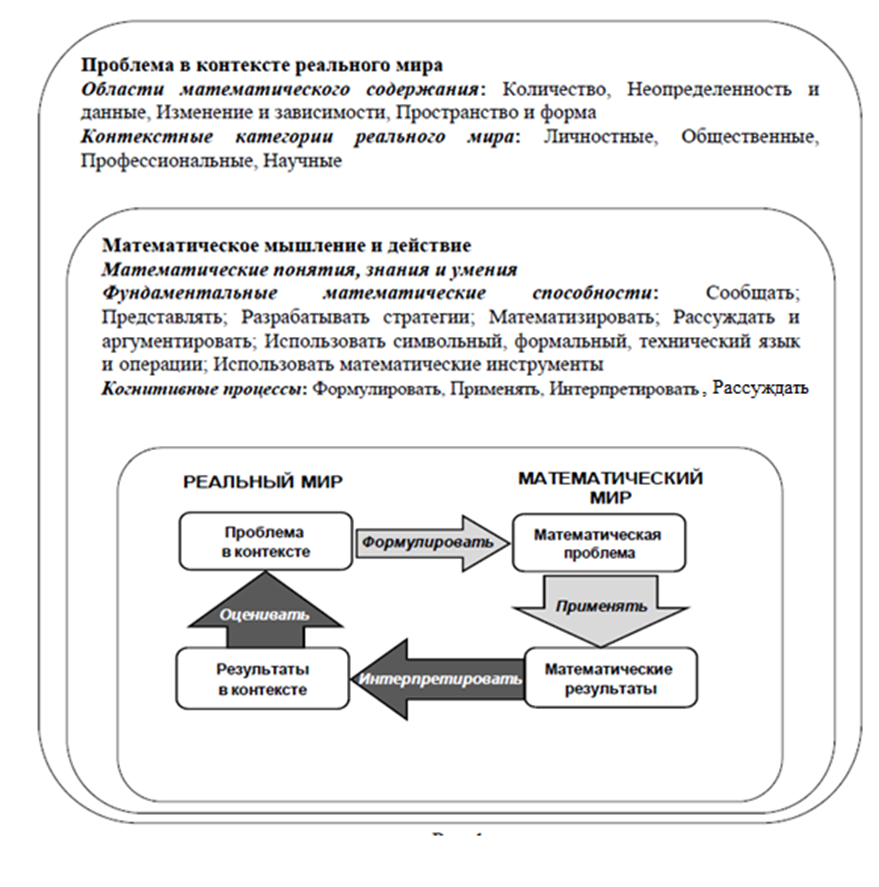 Проблема в контексте реального мира
Области математического содержания: Количество, Неопределенность и
данные, Изменение и зависимости, Пространство и форма
Контекстные категории реального мира: Личностные, Общественные,
Профессиональные, Научные
Математическое мышление и действие
Математические понятия, знания и умения
Фундаментальные математические способности: Сообщать;
Представлять; Разрабатывать стратегии; Математизировать; Рассуждать и
аргументировать; Использовать символьный, формальный, технический язык
и операции; Использовать математические инструменты
Когнитивные процессы: Формулировать, Применять, Интерпретировать , Рассуждать
РЕАЛЬНЫЙ МИР
МАТЕМАТИЧЕСКИЙ
МИР
Проблема
в контексте
Формулировать
Математическая
проблема
Оценивать
Применять
Результаты
в контексте
Интерпретировать
Математические
результаты